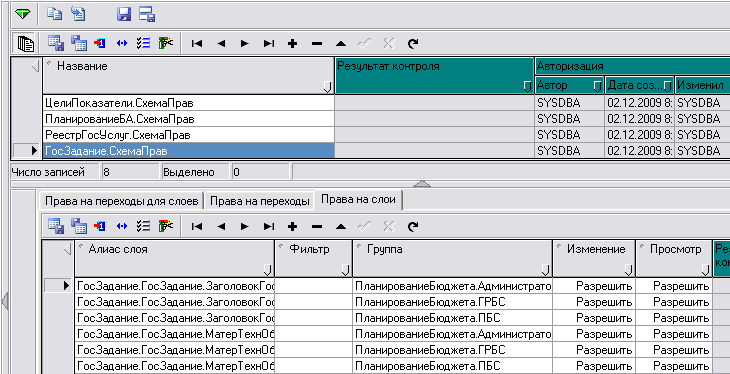 Название Результат контроля Авторизация
Автор Дата соз... Изменил
ЦелиПоказатели.СхемаПрав SYSDBA 02.12.2009 8: SYSDBA
ПланированиеБА.СхемаПрав SYSDBA 02.12.2009 8: SYSDBA
РеестрГосУслуг.СхемаПрав SYSDBA 02.12.2009 8: SYSDBA
ГосЗадание.СхемаПрав SYSDBA 02.12.2009 8: SYSDBA
Число записей 8 Выделено 0
Права на переходы для слоев Права на переходы Права на слои
Алиас слоя Фильтр Группа Изменение Просмотр Ре
кон
ГосЗадание.ГосЗадание.ЗаголовокГос ПланированиеБюджета.Администрато Разрешить Разрешить
ГосЗадание.ГосЗадание.ЗаголовокГос ПланированиеБюджета.ГРБС Разрешить Разрешить
ГосЗадание.ГосЗадание.ЗаголовокГос ПланированиеБюджета.ПБС Разрешить Разрешить
ГосЗадание.ГосЗадание.МатерТехнОб ПланированиеБюджета.Администрато Разрешить Разрешить
ГосЗадание.ГосЗадание.МатерТехнОб ПланированиеБюджета.ГРБС Разрешить Разрешить
ГосЗадание.ГосЗадание.МатерТехнОб ПланированиеБюджета.ПБС Разрешить Разрешить